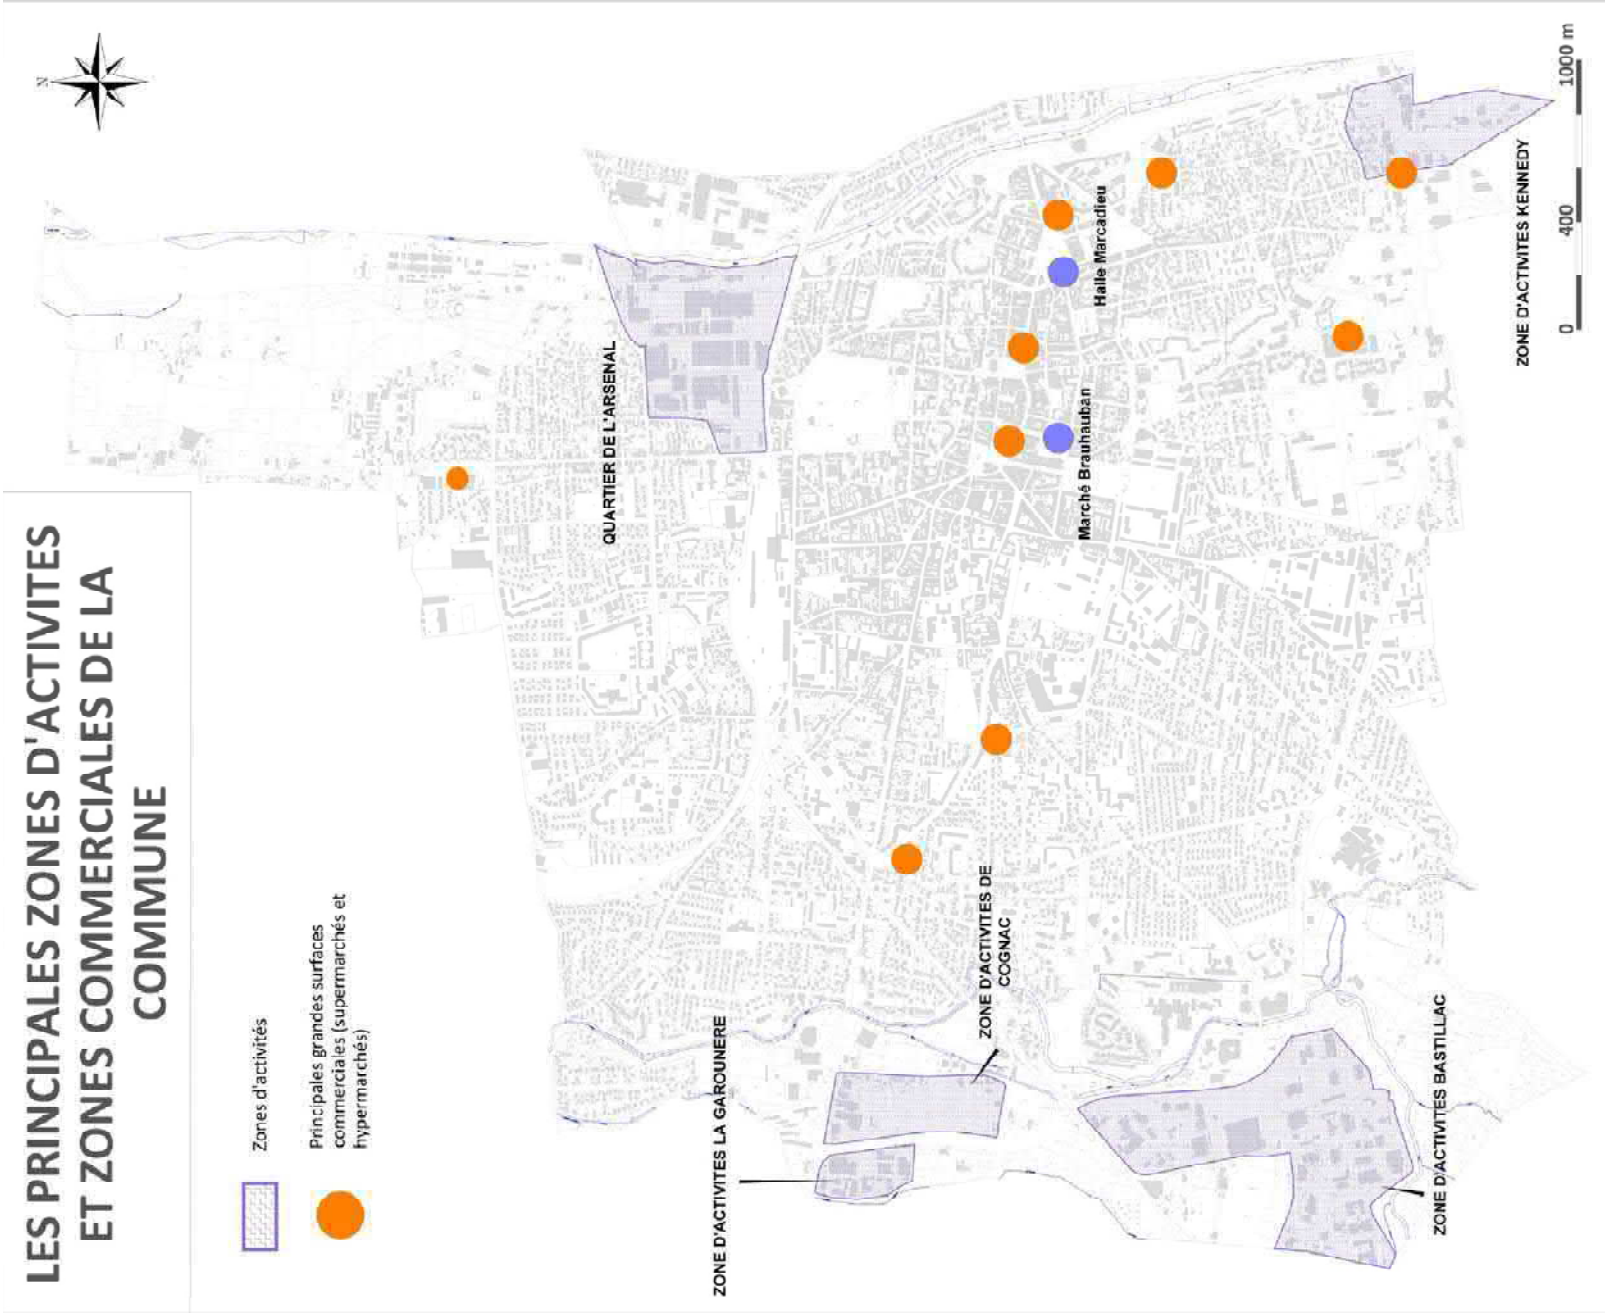 LES PRINCIPALES ZONES D'ACTIVITES
ET ZONES COMMERCIALES DE LA
COMMUNE
N
Zones d'activités
Principales grandes surfaces
commerciales (supermarchés et
hypermarchés)
QUARTIER DE L'ARSENAL
Halle Marcadieu
Marché Brauhauban
ZONE D'ACTIVITES DE
COGNAC
ZONE D'ACTIVITES LA GAROUNERE
ZONE D'ACTIVITES BASTILLAC
ZONE D'ACTIVITES KENNEDY
0 400 1000 m